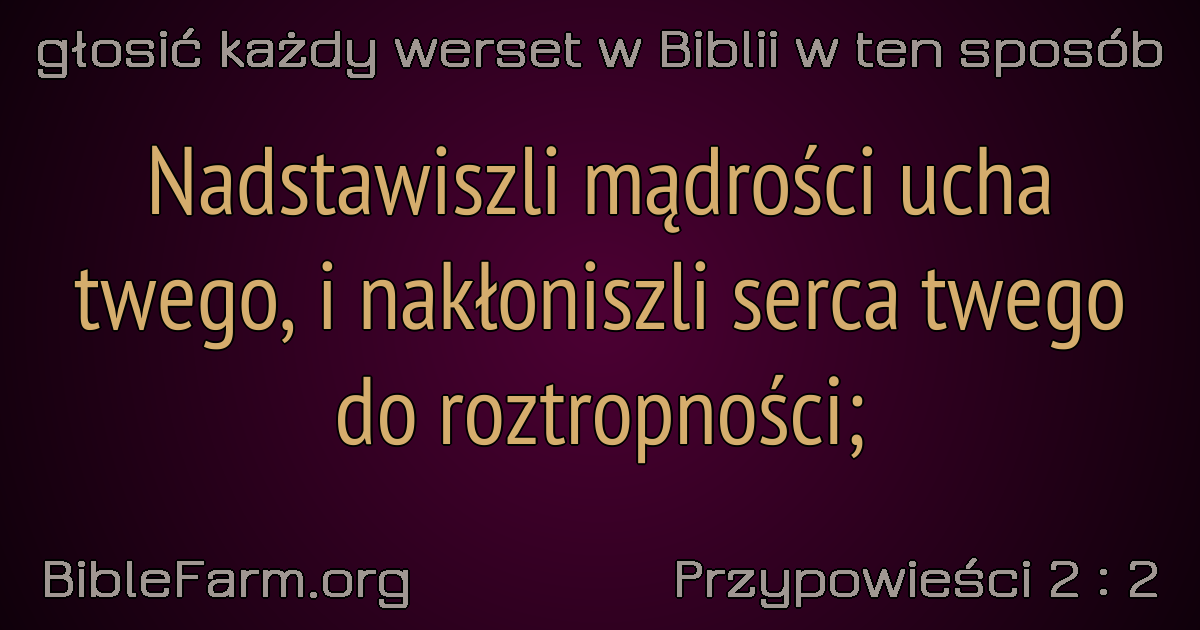 głosić każdy werset w Biblii w ten sposób
Nadstawiszli mądrości ucha
twego, i nakłoniszli serca twego
do roztropności;
BibleFarm.org
Przypowieści 2 : 2